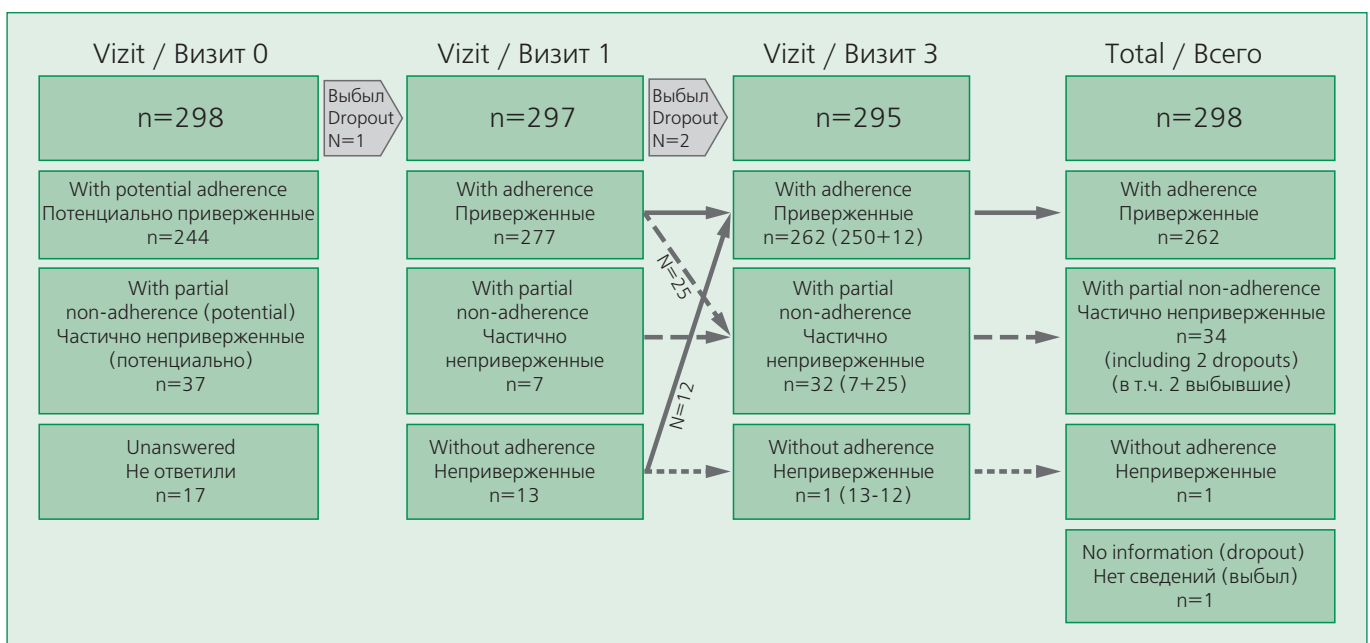 Vizit / Визит 0
n=298
With potential adherence
Потенциально приверженные
n=244
With partial
non-adherence (potential)
Частично неприверженные
(потенциально)
n=37
Unanswered
Не ответили
n=17
Выбыл
Dropout
N=1
Vizit / Визит 1
n=297
With adherence
Приверженные
n=277
With partial
non-adherence
Частично
неприверженные
n=7
Without adherence
Неприверженные
n=13
Выбыл
Dropout
N=2
N=25
N=12
Vizit / Визит 3
n=295
With adherence
Приверженные
n=262 (250+12)
With partial
non-adherence
Частично
неприверженные
n=32 (7+25)
Without adherence
Неприверженные
n=1 (13-12)
Total / Всего
n=298
With adherence
Приверженные
n=262
With partial non-adherence
Частично неприверженные
n=34
(including 2 dropouts)
(в т.ч. 2 выбывшие)
Without adherence
Неприверженные
n=1
No information (dropout)
Нет сведений (выбыл)
n=1